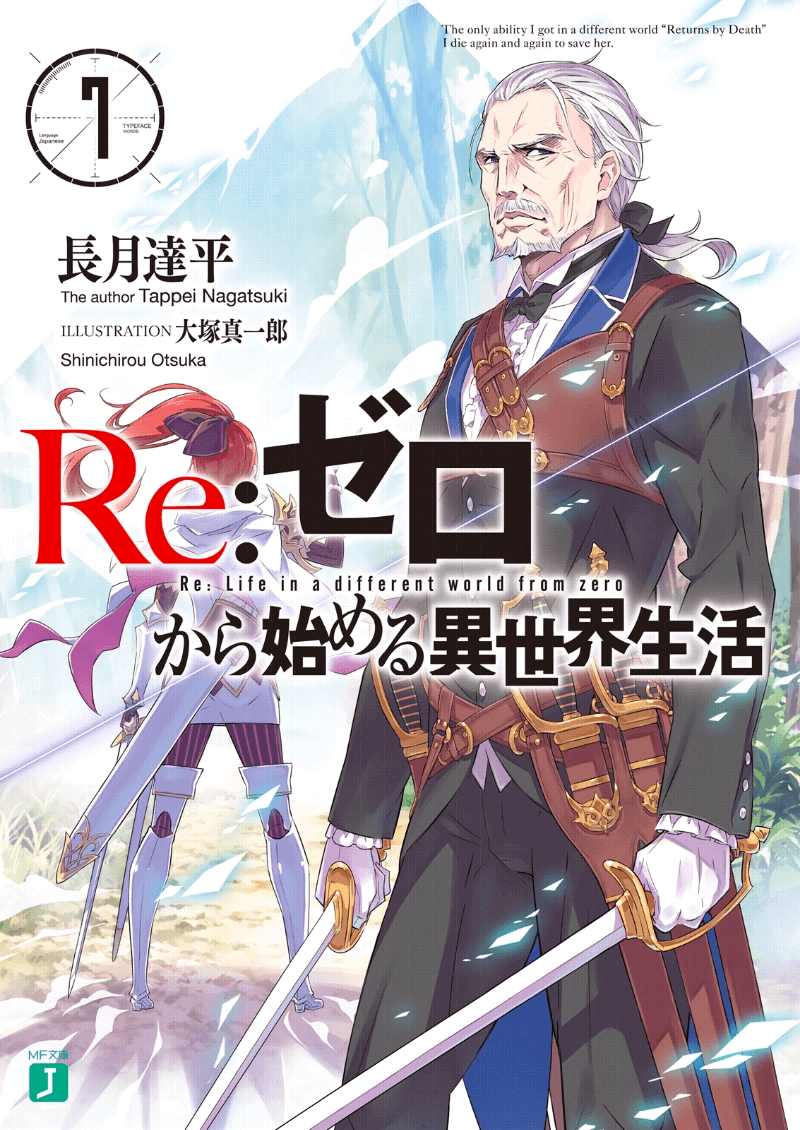 The only ability I got in a different world “Returns by Death”
I die again and again to save her.
7
Language
Japanese
TYPEFACE
WORDS
長月達平
The author Tappei Nagatsuki
ILLUSTRATION 大塚真一郎
Shinichirou Otsuka
Re:ゼロ
Re: Life in a different world from zero
から始める異世界生活
MF文庫
J